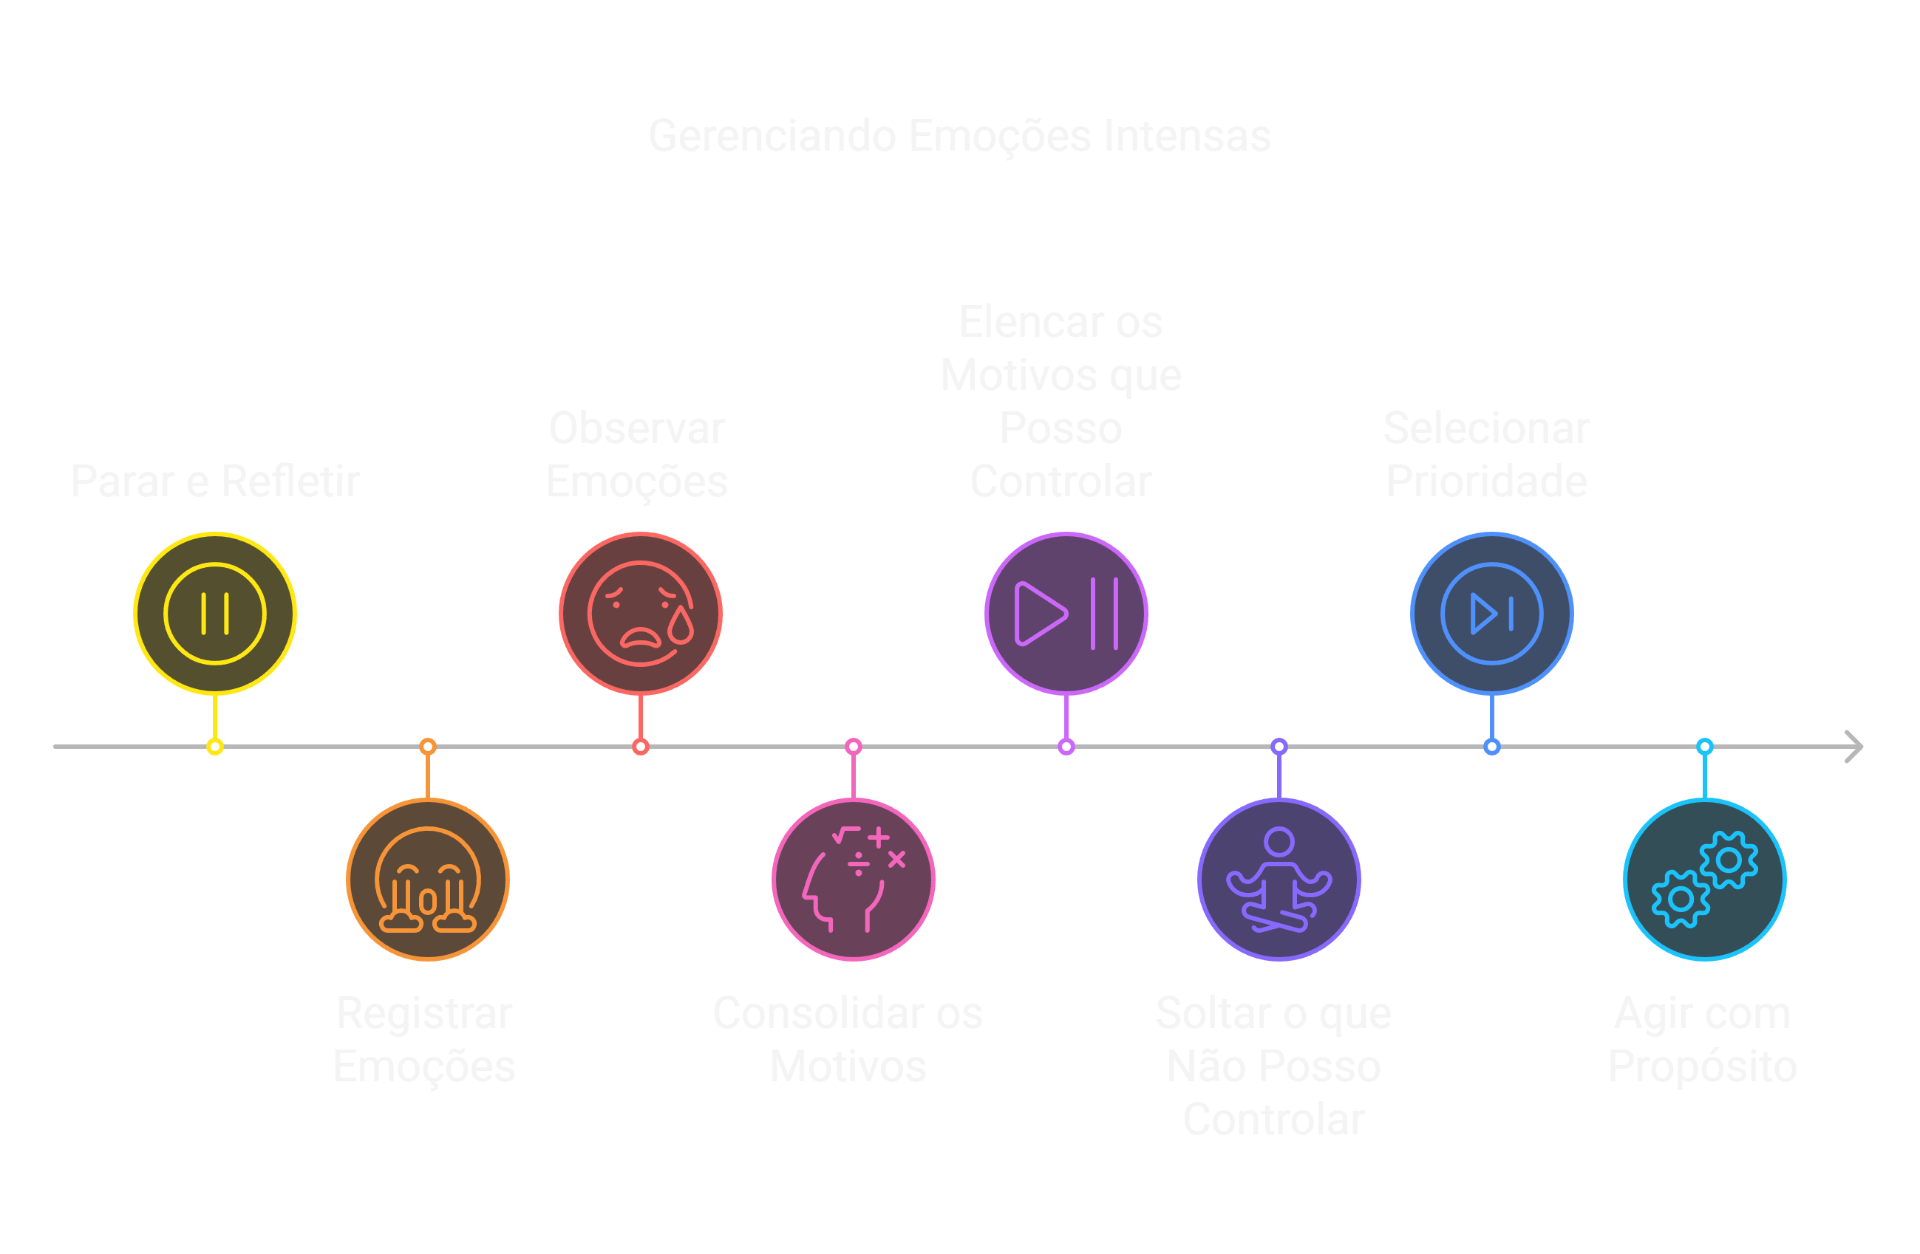 Gerenciando Emoções Intensas
Parar e Refletir
Registrar
Emoções
Observar
Emoções
Consolidar os
Motivos
Elencar os
Motivos que
Posso
Controlar
Soltar o que
Não Posso
Controlar
Selecionar
Prioridade
Agir com
Propósito